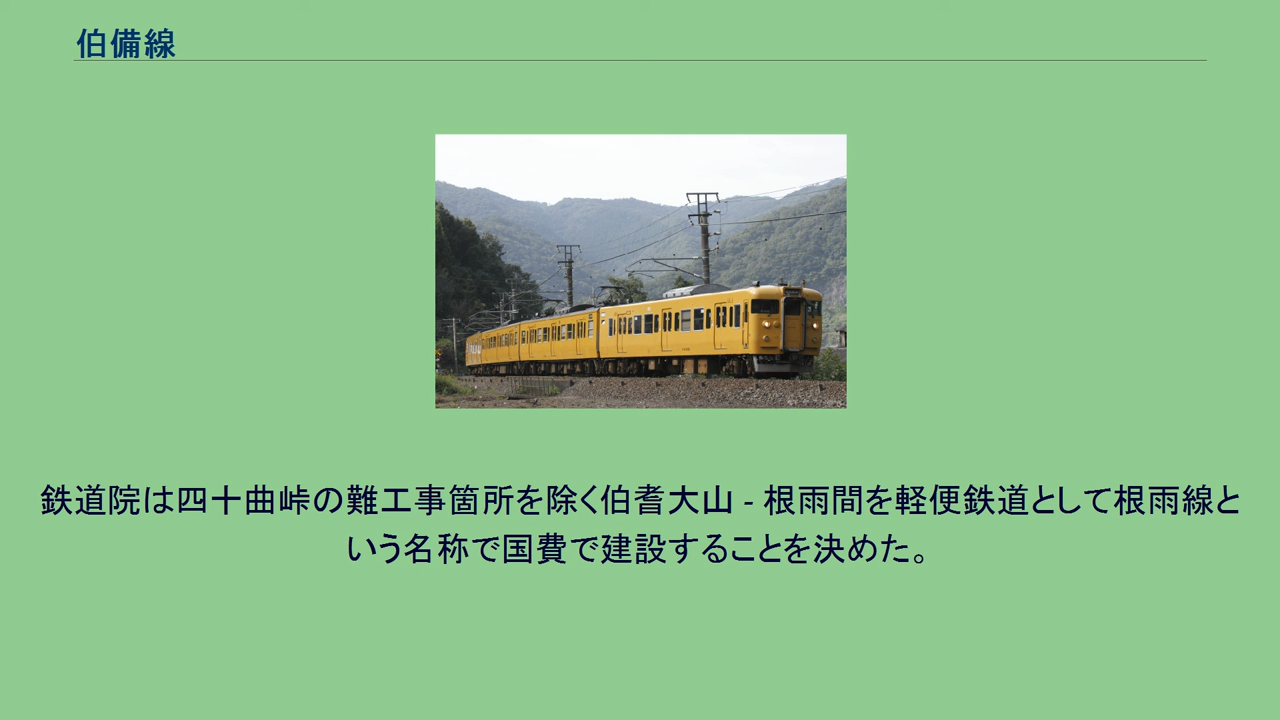 伯備線
鉄道院は四十曲峠の難工事箇所を除く伯耆大山 - 根雨間を軽便鉄道として根雨線と
いう名称で国費で建設することを決めた。